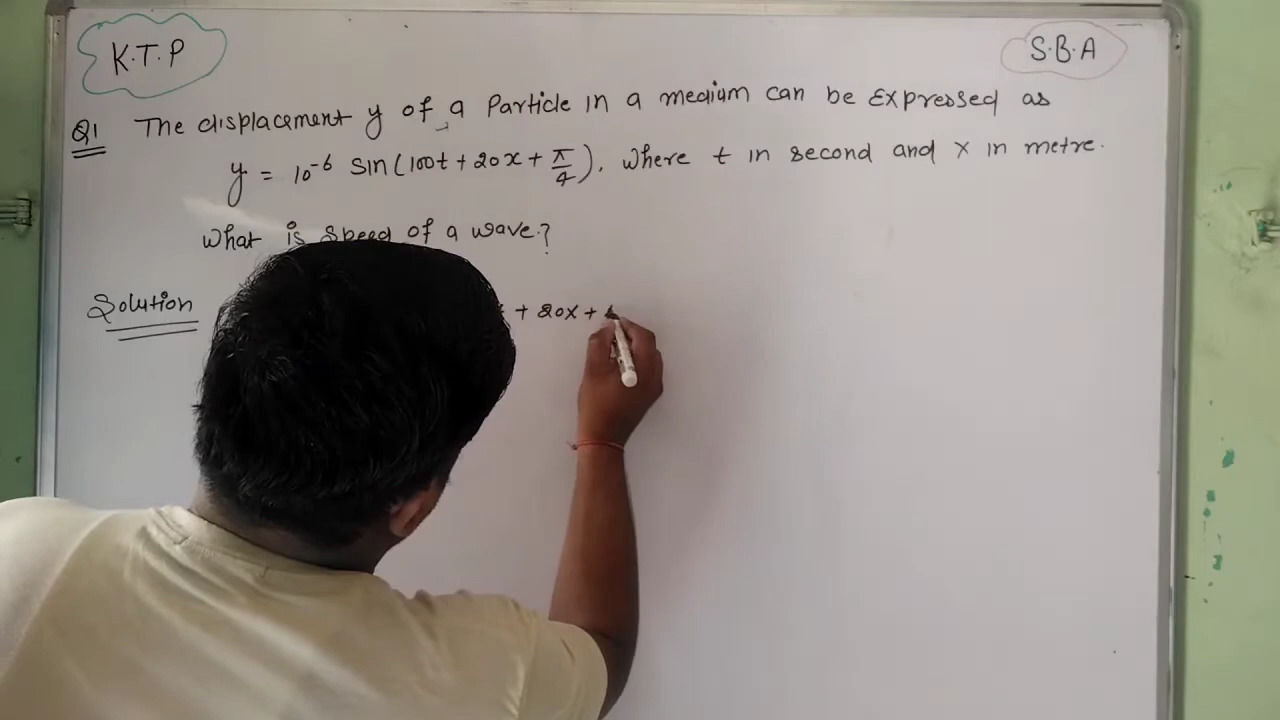 K.T.P
S.B.A
Q1 The displacement y of a Particle in a medium can be Expressed as
y = 10⁻⁶ Sin(100t + 20x + π/4), where t in second and x in metre.
What is Speed of a wave?
Solution + 20x +